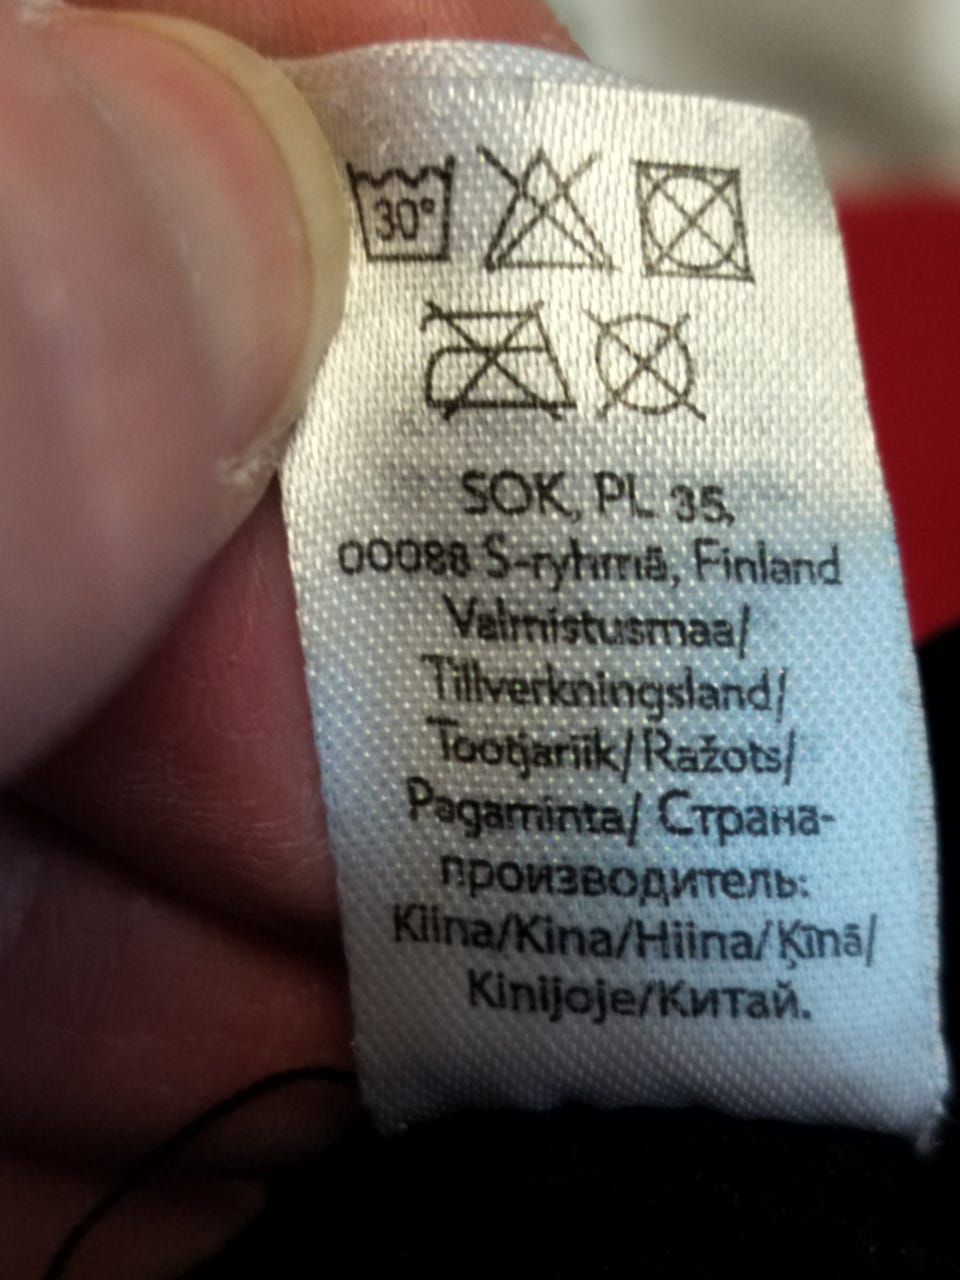 30°
SOK, PL 35,
00088 S-ryhmä, Finland
Valmistusmaa/
Tillverkningsland/
Tootjariik/ Ražots/
Pagaminta/ Страна-
производитель:
Kiina/Kina/Hiina/Ķīnā/
Kinijoje/Китай.